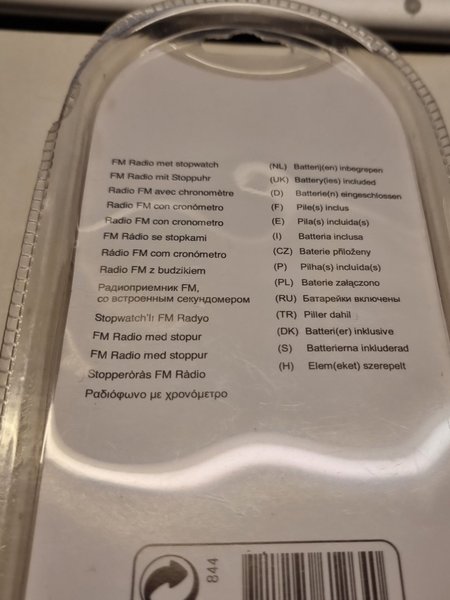 FM Radio met stopwatch
FM Radio mit Stoppuhr
Radio FM avec chronomètre
Radio FM con cronómetro
Radio FM con cronometro
FM Rádio se stopkami
Rádio FM com cronómetro
Radio FM z budzikiem
Радиоприемник FM,
со встроенным секундомером
Stopwatch'lı FM Radyo
FM Radio med stopur
FM Radio med stoppur
Stopperòràs FM Ràdio
Ραδιόφωνο με χρονόμετρο
(NL) Batterij(en) inbegrepen
(UK) Battery(ies) included
(D) Batterie(n) eingeschlossen
(F) Pile(s) inclus
(E) Pila(s) incluida(s)
(I) Batteria inclusa
(CZ) Baterie přiloženy
(P) Pilha(s) incluida(s)
(PL) Baterie załączono
(RU) Батарейки включены
(TR) Piller dahil
(DK) Batteri(er) inklusive
(S) Batterierna inkluderad
(H) Elem(eket) szerepelt
844